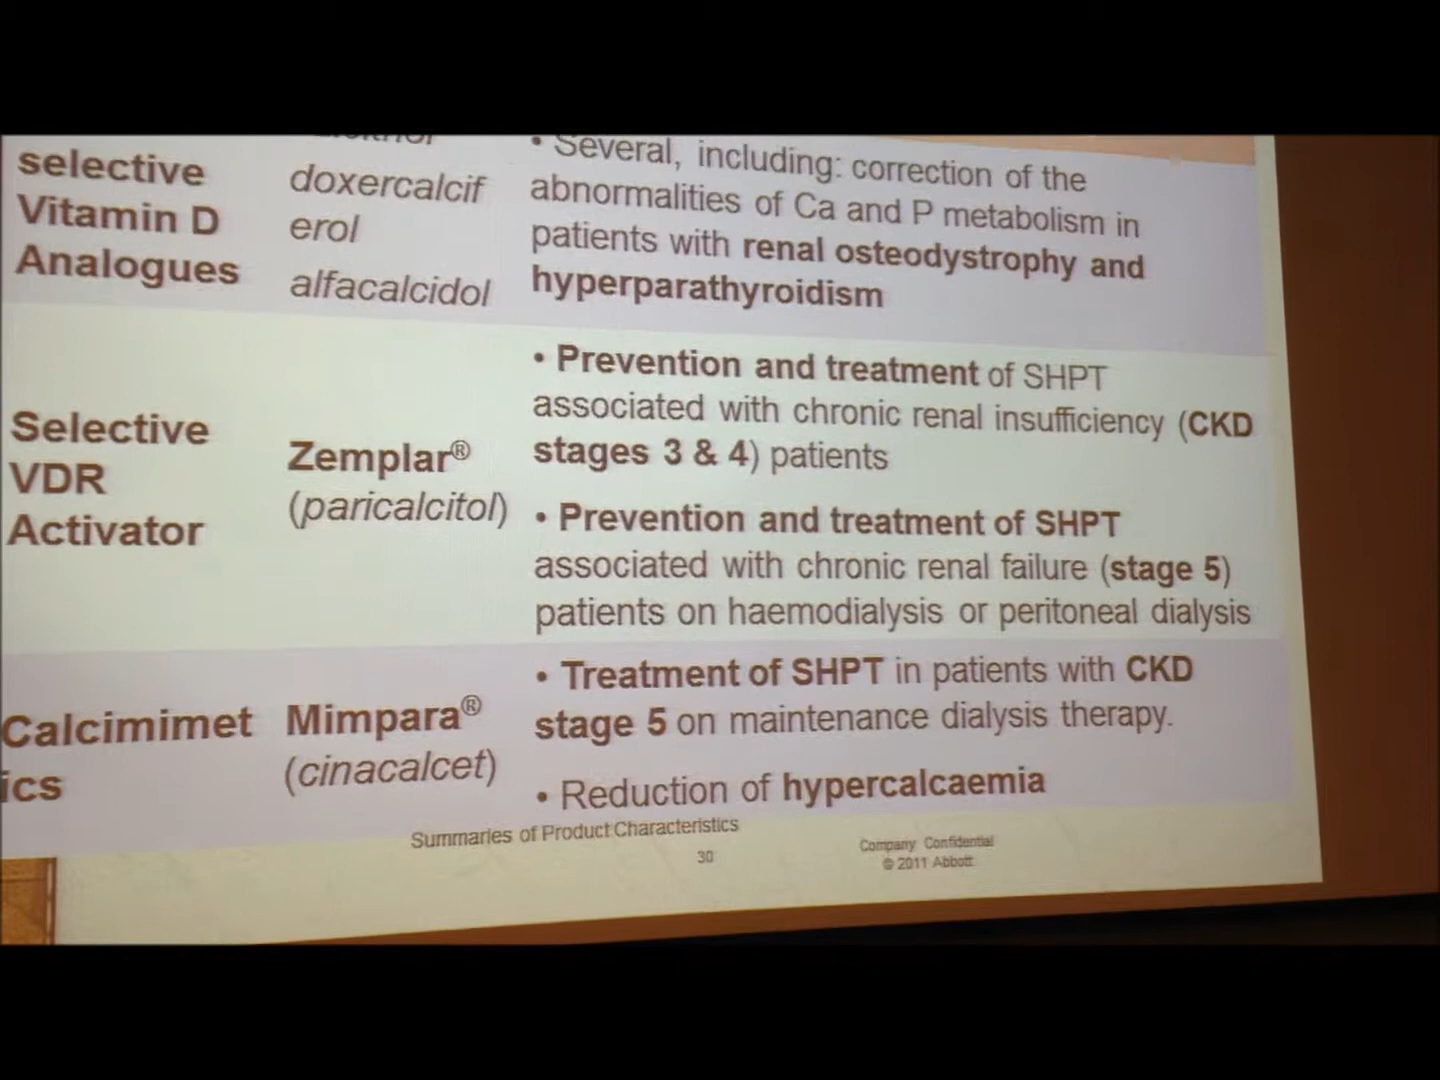 selective
Vitamin D
Analogues
doxercalcif
erol
alfacalcidol
• Several, including: correction of the
abnormalities of Ca and P metabolism in
patients with renal osteodystrophy and
hyperparathyroidism
Selective
VDR
Activator
Zemplar®
(paricalcitol)
• Prevention and treatment of SHPT
associated with chronic renal insufficiency (CKD
stages 3 & 4) patients
• Prevention and treatment of SHPT
associated with chronic renal failure (stage 5)
patients on haemodialysis or peritoneal dialysis
Calcimimet
ics
Mimpara®
(cinacalcet)
• Treatment of SHPT in patients with CKD
stage 5 on maintenance dialysis therapy.
• Reduction of hypercalcaemia
Summaries of Product Characteristics
30
Company Confidential
© 2011 Abbott